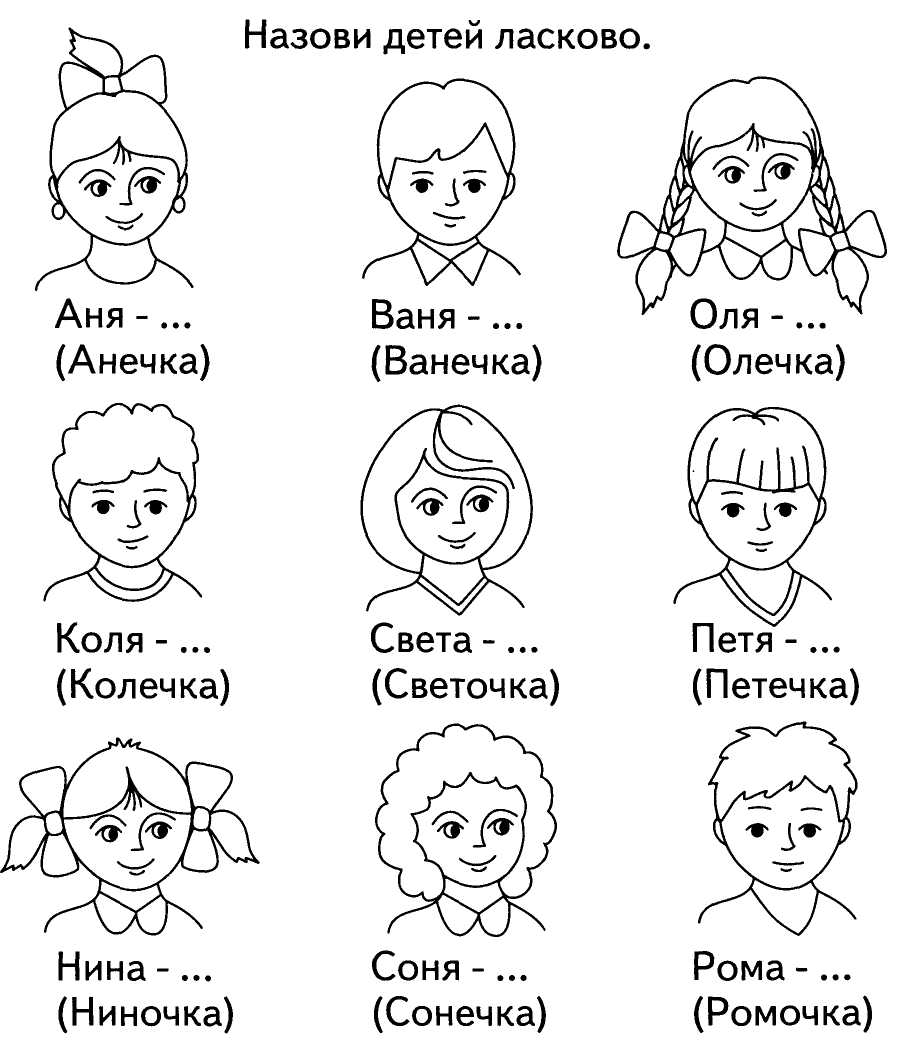 Назови детей ласково.
Аня - ...
(Анечка)
Ваня - ...
(Ванечка)
Оля - ...
(Олечка)
Коля - ...
(Колечка)
Света - ...
(Светочка)
Петя - ...
(Петечка)
Нина - ...
(Ниночка)
Соня - ...
(Сонечка)
Рома - ...
(Ромочка)